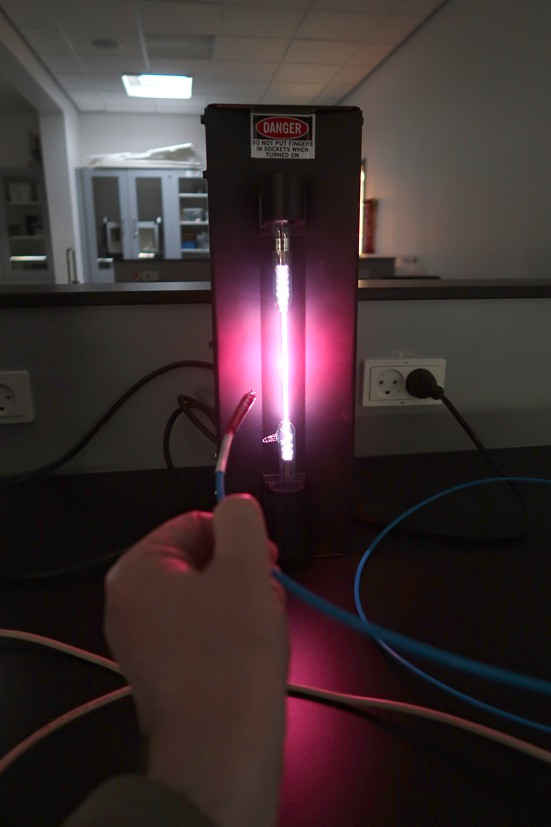 DANGER
DO NOT PUT FINGERS
IN SOCKETS WHEN
TURNED ON